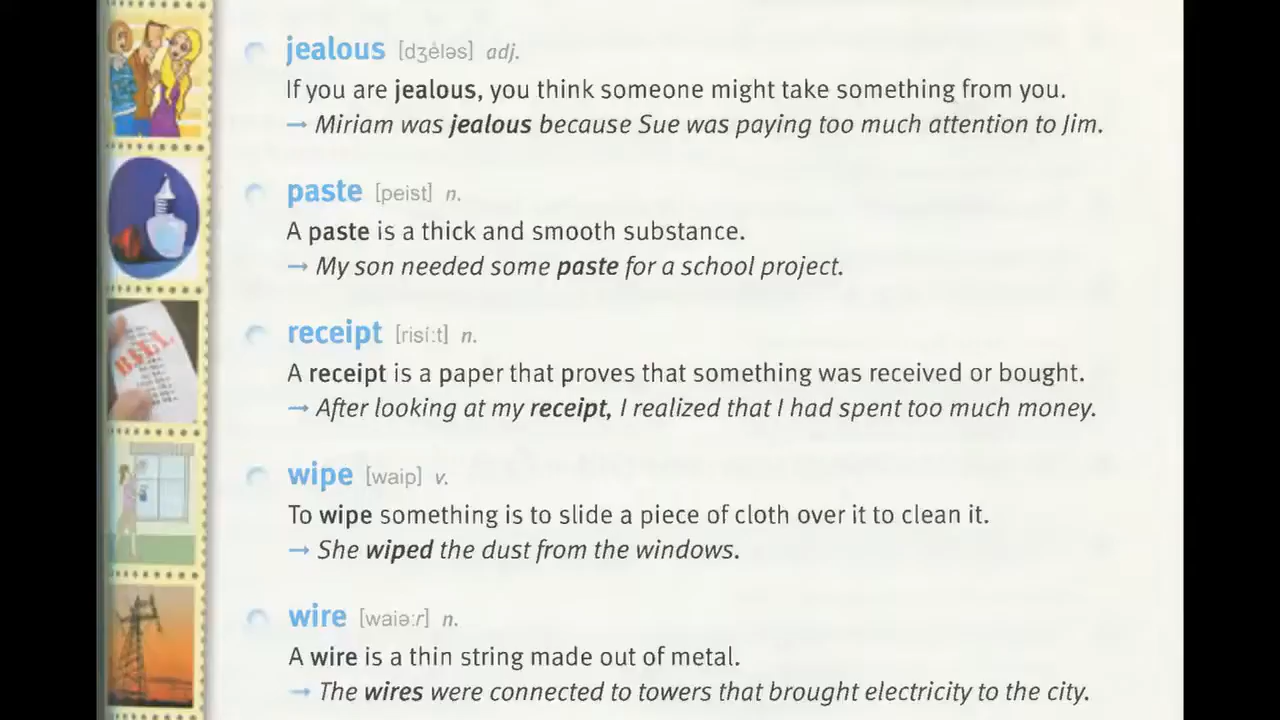 jealous [dʒéləs] adj.
If you are jealous, you think someone might take something from you.
→ Miriam was jealous because Sue was paying too much attention to Jim.
paste [peist] n.
A paste is a thick and smooth substance.
→ My son needed some paste for a school project.
BILL
receipt [risí:t] n.
A receipt is a paper that proves that something was received or bought.
→ After looking at my receipt, I realized that I had spent too much money.
wipe [waip] v.
To wipe something is to slide a piece of cloth over it to clean it.
→ She wiped the dust from the windows.
wire [waiə:r] n.
A wire is a thin string made out of metal.
→ The wires were connected to towers that brought electricity to the city.